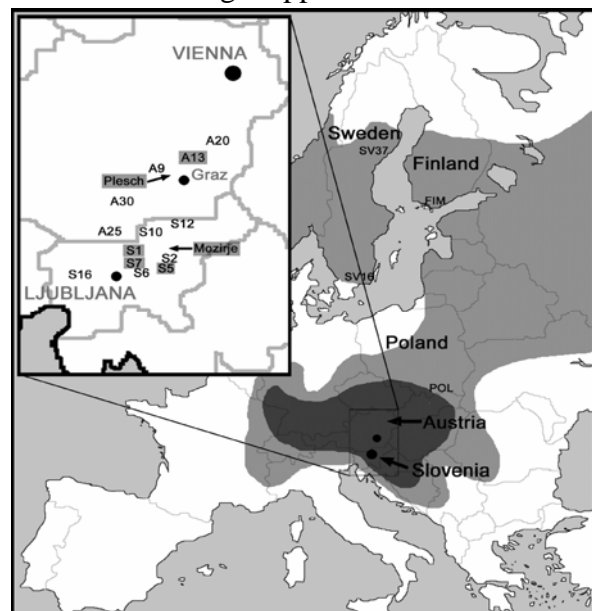 VIENNA
A20
A13
A9
Plesch
Graz
A30
S12
A25
S10
Mozirje
S1
S2
S7
S5
S6
S16
LJUBLJANA
Sweden
SV37
Finland
FIM
SV16
Poland
POL
Austria
Slovenia